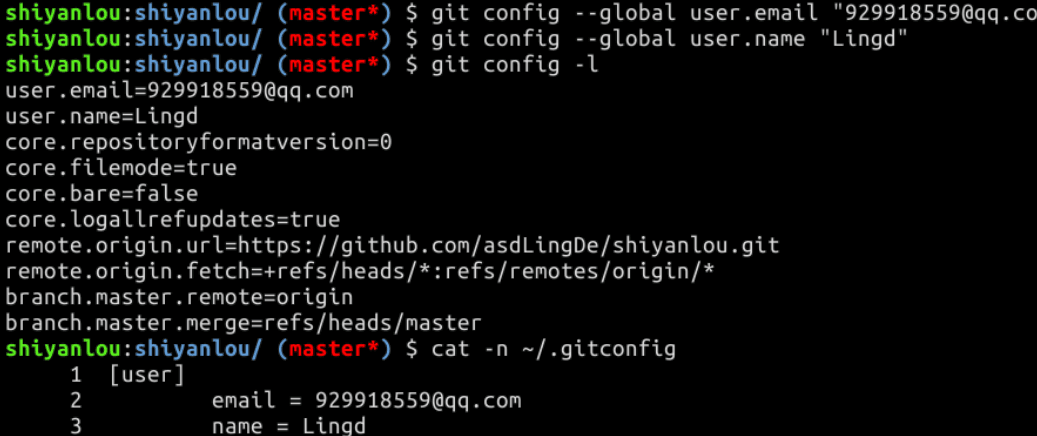 shiyanlou:shiyanlou/ (master*) $ git config --global user.email "929918559@qq.co
shiyanlou:shiyanlou/ (master*) $ git config --global user.name "Lingd"
shiyanlou:shiyanlou/ (master*) $ git config -l
user.email=929918559@qq.com
user.name=Lingd
core.repositoryformatversion=0
core.filemode=true
core.bare=false
core.logallrefupdates=true
remote.origin.url=https://github.com/asdLingDe/shiyanlou.git
remote.origin.fetch=+refs/heads/*:refs/remotes/origin/*
branch.master.remote=origin
branch.master.merge=refs/heads/master
shiyanlou:shiyanlou/ (master*) $ cat -n ~/.gitconfig
1 [user]
2 email = 929918559@qq.com
3 name = Lingd